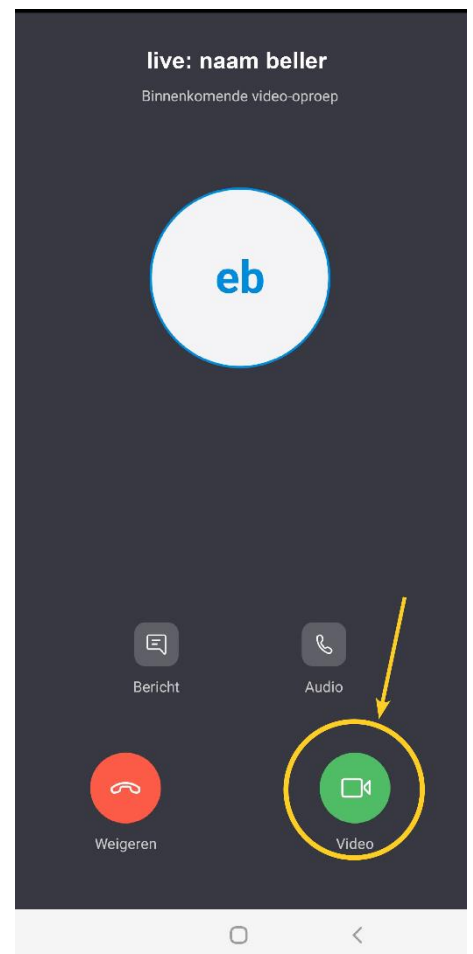 live: naam beller
Binnenkomende video-oproep
eb
Bericht
Audio
Weigeren
Video